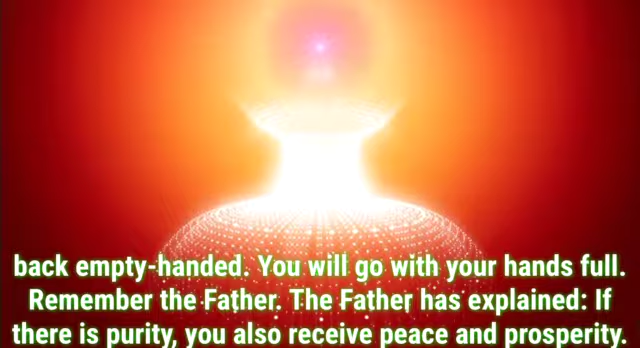 back empty-handed. You will go with your hands full.
Remember the Father. The Father has explained: If
there is purity, you also receive peace and prosperity.